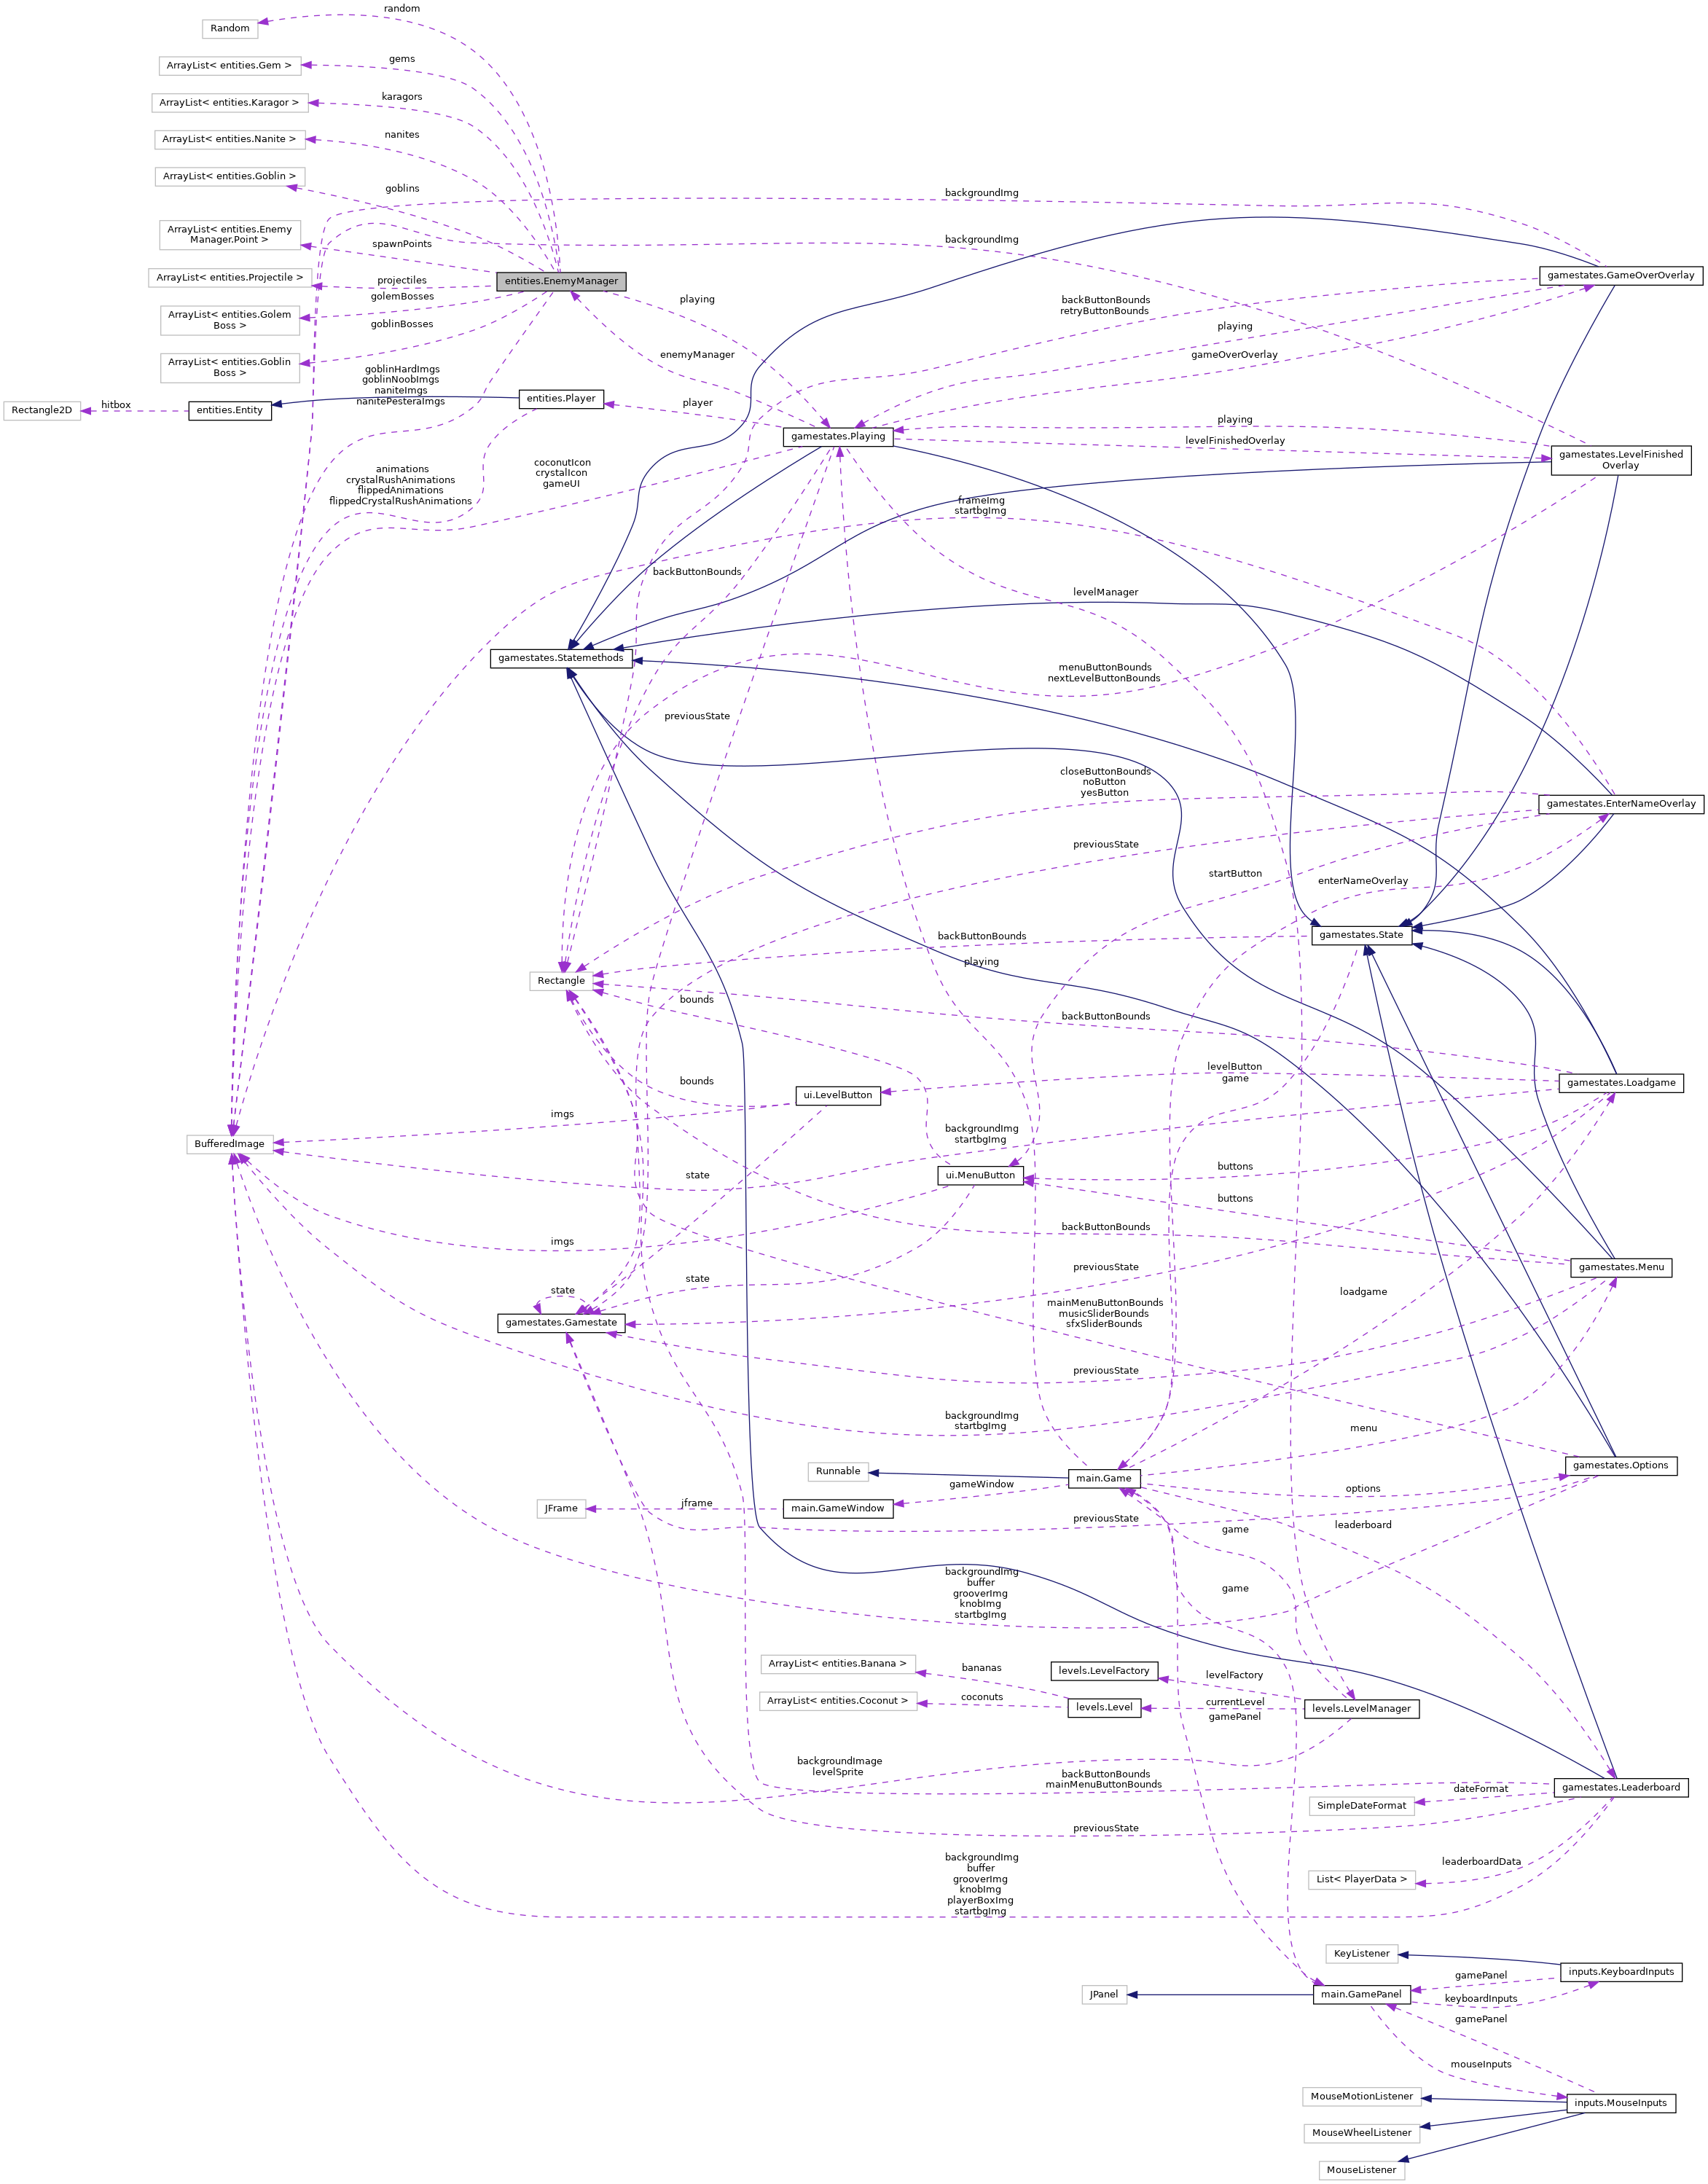 random
Random
gems
ArrayList< entities.Gem >
karagors
ArrayList< entities.Karagor >
nanites
ArrayList< entities.Nanite >
ArrayList< entities.Goblin >
goblins
backgroundImg
ArrayList< entities.Enemy
Manager.Point >
spawnPoints
backgroundImg
ArrayList< entities.Projectile >
projectiles
entities.EnemyManager
gamestates.GameOverOverlay
golemBosses
playing
backButtonBounds
retryButtonBounds
ArrayList< entities.Golem
Boss >
goblinBosses
playing
enemyManager
gameOverOverlay
ArrayList< entities.Goblin
Boss >
goblinHardImgs
goblinNoobImgs
naniteImgs
nanitePesteraImgs
entities.Player
player
Rectangle2D
hitbox
entities.Entity
playing
gamestates.Playing
levelFinishedOverlay
gamestates.LevelFinished
Overlay
coconutIcon
crystalIcon
gameUI
animations
crystalRushAnimations
flippedAnimations
flippedCrystalRushAnimations
frameImg
startbgImg
backButtonBounds
levelManager
gamestates.Statemethods
menuButtonBounds
nextLevelButtonBounds
previousState
closeButtonBounds
noButton
yesButton
gamestates.EnterNameOverlay
previousState
startButton
enterNameOverlay
backButtonBounds
gamestates.State
playing
Rectangle
bounds
backButtonBounds
levelButton
game
bounds
gamestates.Loadgame
ui.LevelButton
imgs
backgroundImg
startbgImg
BufferedImage
state
ui.MenuButton
buttons
buttons
backButtonBounds
imgs
previousState
gamestates.Menu
state
state
loadgame
mainMenuButtonBounds
musicSliderBounds
sfxSliderBounds
gamestates.Gamestate
previousState
backgroundImg
startbgImg
menu
gamestates.Options
Runnable
main.Game
gameWindow
options
JFrame
jframe
main.GameWindow
previousState
game
leaderboard
backgroundImg
buffer
grooverImg
knobImg
startbgImg
game
ArrayList< entities.Banana >
bananas
levels.LevelFactory
levelFactory
ArrayList< entities.Coconut >
coconuts
levels.Level
currentLevel
gamePanel
levels.LevelManager
backgroundImage
levelSprite
backButtonBounds
mainMenuButtonBounds
gamestates.Leaderboard
dateFormat
SimpleDateFormat
previousState
backgroundImg
buffer
grooverImg
knobImg
playerBoxImg
startbgImg
leaderboardData
List< PlayerData >
KeyListener
inputs.KeyboardInputs
gamePanel
JPanel
main.GamePanel
keyboardInputs
gamePanel
mouseInputs
MouseMotionListener
inputs.MouseInputs
MouseWheelListener
MouseListener